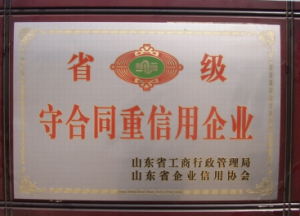 省级
守合同重信用企业
山东省工商行政管理局
山东省企业信用协会